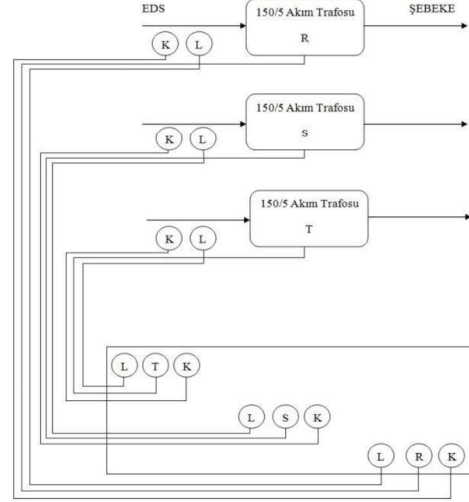 EDS
150/5 Akım Trafosu
ŞEBEKE
R
K L
150/5 Akım Trafosu
S
K L
150/5 Akım Trafosu
T
K L
L T K
L S K
L R K